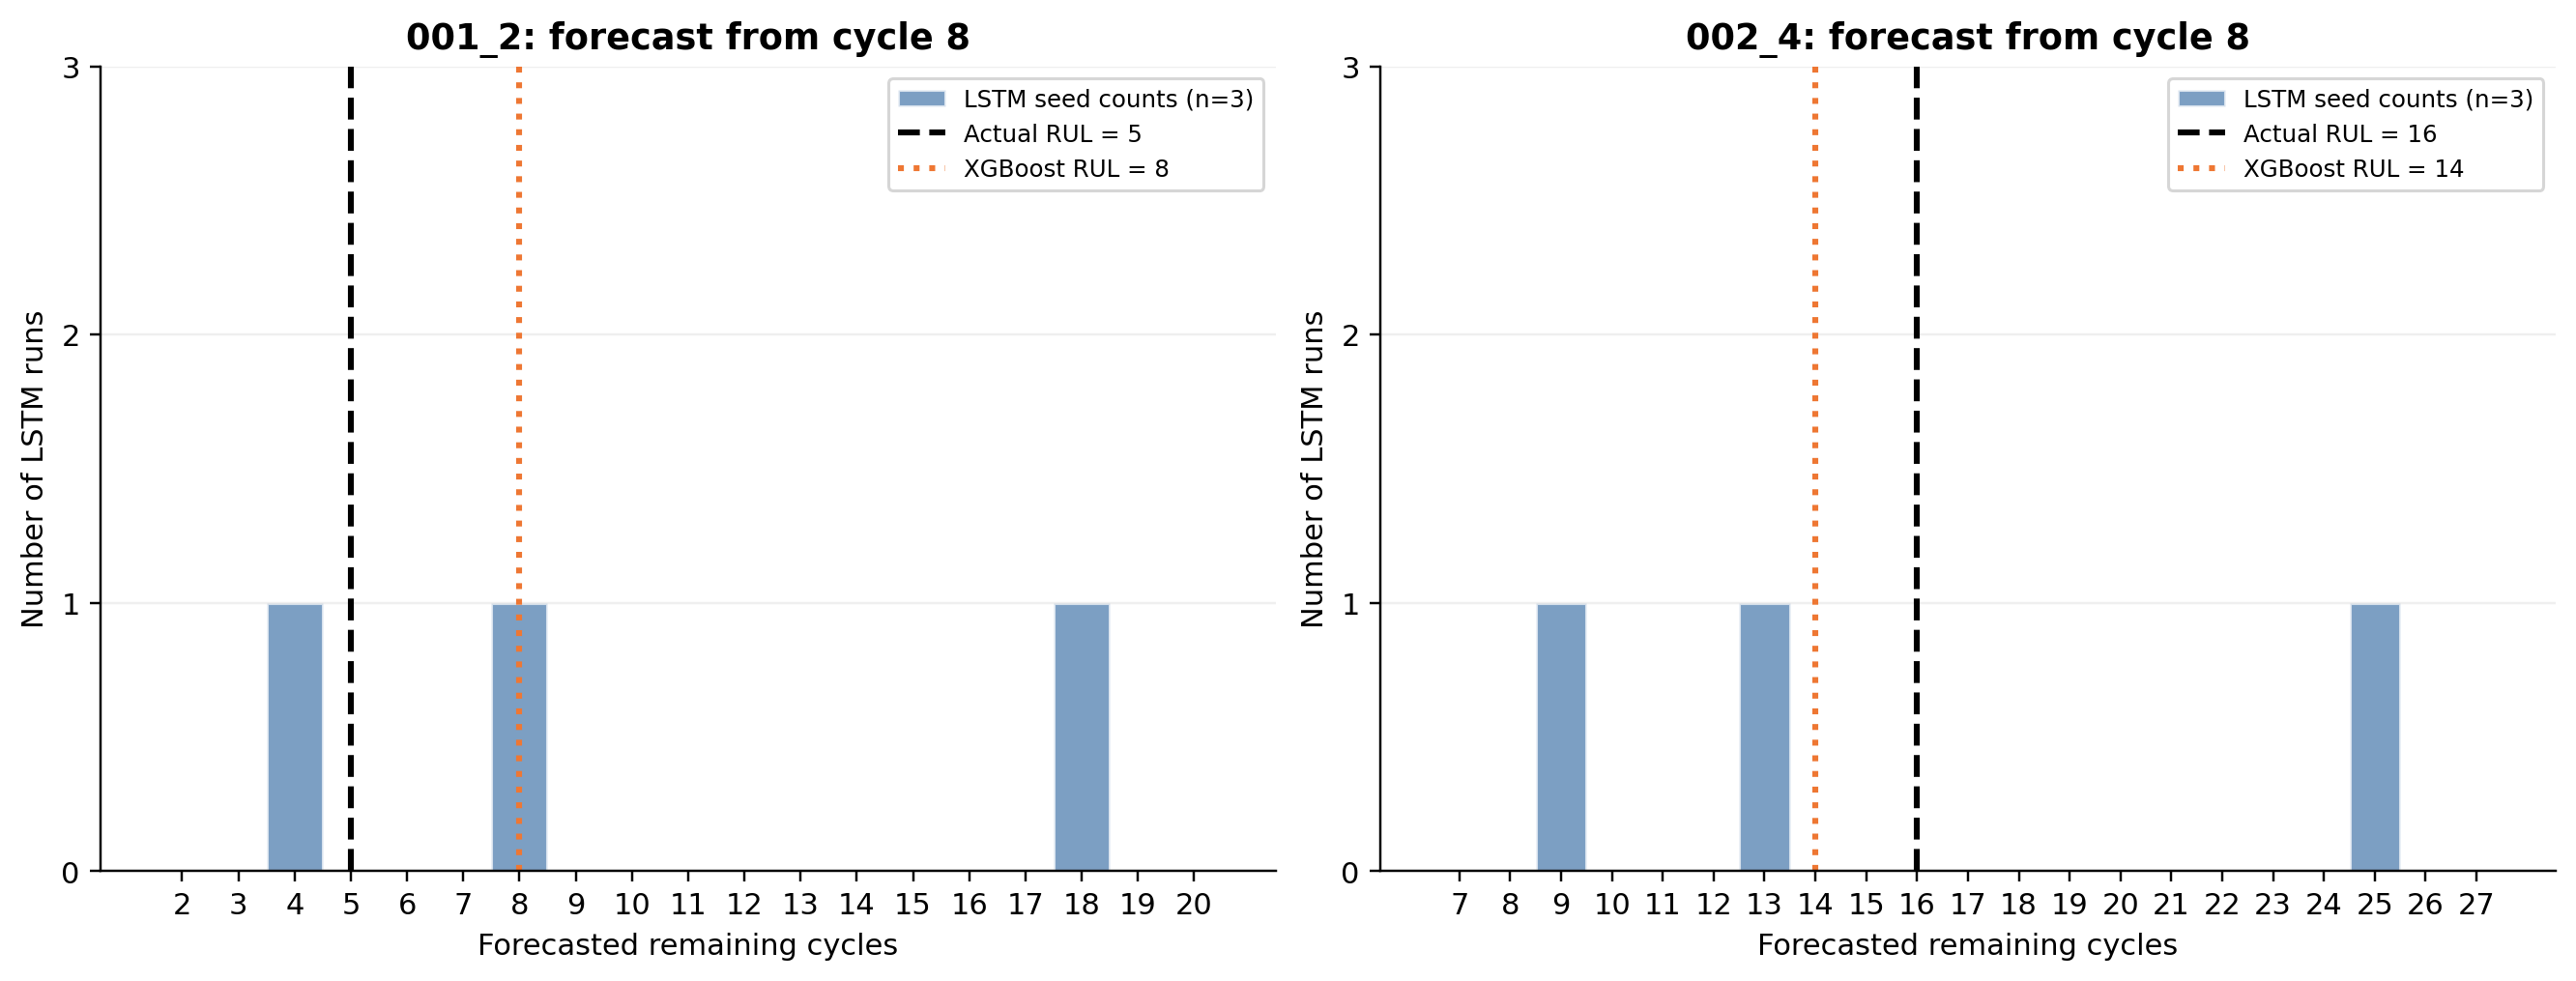 001_2: forecast from cycle 8
3
2
1
0
Number of LSTM runs
LSTM seed counts (n=3)
Actual RUL = 5
XGBoost RUL = 8
2 3 4 5 6 7 8 9 10 11 12 13 14 15 16 17 18 19 20
Forecasted remaining cycles
002_4: forecast from cycle 8
3
2
1
0
Number of LSTM runs
LSTM seed counts (n=3)
Actual RUL = 16
XGBoost RUL = 14
7 8 9 10 11 12 13 14 15 16 17 18 19 20 21 22 23 24 25 26 27
Forecasted remaining cycles